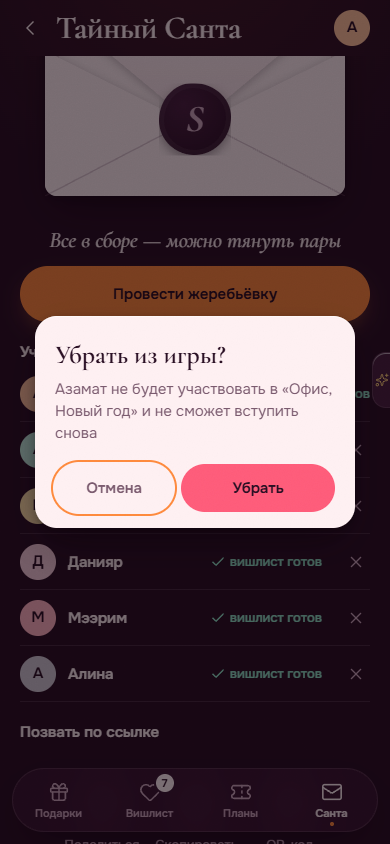 Тайный Санта
А
S
Все в сборе — можно тянуть пары
Провести жеребьёвку
Убрать из игры?
Азамат не будет участвовать в «Офис,
Новый год» и не сможет вступить
снова
Отмена
Убрать
Д
Данияр
вишлист готов
М
Мээрим
вишлист готов
А
Алина
вишлист готов
Позвать по ссылке
7
Подарки
Вишлист
Планы
Санта